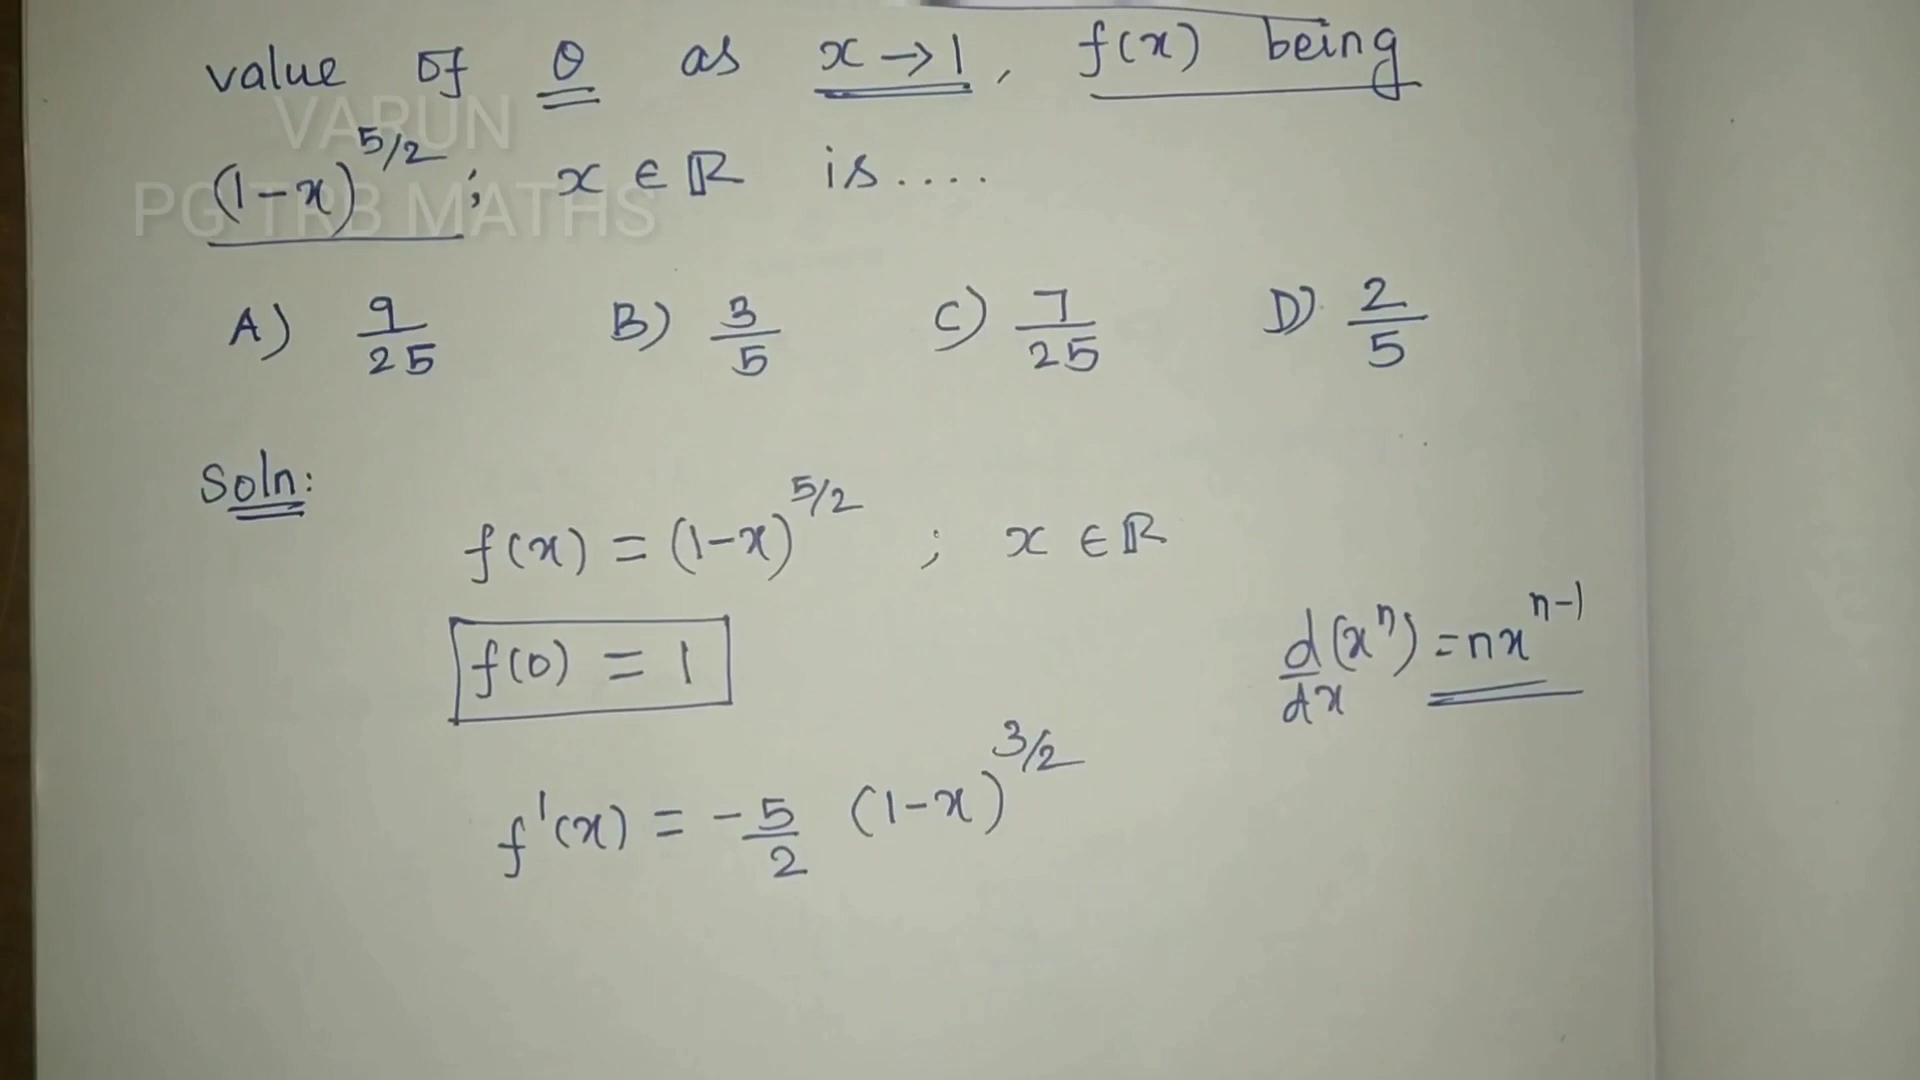 value of θ as x→1, f(x) being
VARUN
(1-x)^5/2 ; x ∈ ℝ is....
PG TRB MATHS
A) 9/25 B) 3/5 C) 7/25 D) 2/5
Soln:
f(x) = (1-x)^5/2 ; x ∈ ℝ
f(0) = 1
d/dx (x^n) = nx^n-1
f'(x) = -5/2 (1-x)^3/2